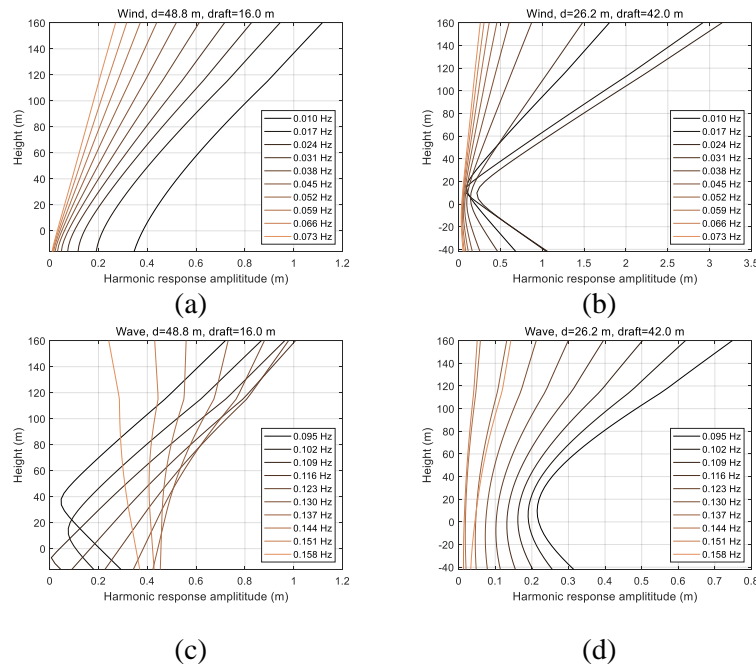 Wind, d=48.8 m, draft=16.0 m
160
140
120
100
80
60
40
20
0
Height (m)
0.010 Hz
0.017 Hz
0.024 Hz
0.031 Hz
0.038 Hz
0.045 Hz
0.052 Hz
0.059 Hz
0.066 Hz
0.073 Hz
0 0.2 0.4 0.6 0.8 1 1.2
Harmonic response amplititude (m)
(a)
Wind, d=26.2 m, draft=42.0 m
160
140
120
100
80
60
40
20
0
-20
-40
Height (m)
0.010 Hz
0.017 Hz
0.024 Hz
0.031 Hz
0.038 Hz
0.045 Hz
0.052 Hz
0.059 Hz
0.066 Hz
0.073 Hz
0 0.5 1 1.5 2 2.5 3 3.5
Harmonic response amplititude (m)
(b)
Wave, d=48.8 m, draft=16.0 m
160
140
120
100
80
60
40
20
0
Height (m)
0.095 Hz
0.102 Hz
0.109 Hz
0.116 Hz
0.123 Hz
0.130 Hz
0.137 Hz
0.144 Hz
0.151 Hz
0.158 Hz
0 0.2 0.4 0.6 0.8 1 1.2
Harmonic response amplititude (m)
(c)
Wave, d=26.2 m, draft=42.0 m
160
140
120
100
80
60
40
20
0
-20
-40
Height (m)
0.095 Hz
0.102 Hz
0.109 Hz
0.116 Hz
0.123 Hz
0.130 Hz
0.137 Hz
0.144 Hz
0.151 Hz
0.158 Hz
0 0.1 0.2 0.3 0.4 0.5 0.6 0.7 0.8
Harmonic response amplititude (m)
(d)